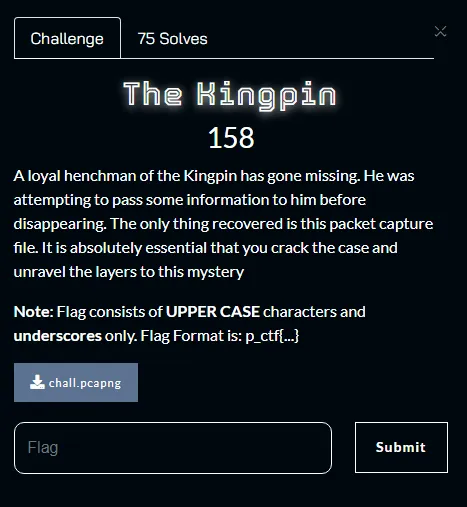 Challenge
75 Solves
The Kingpin
158
A loyal henchman of the Kingpin has gone missing. He was
attempting to pass some information to him before
disappearing. The only thing recovered is this packet capture
file. It is absolutely essential that you crack the case and
unravel the layers to this mystery
Note: Flag consists of UPPER CASE characters and
underscores only. Flag Format is: p_ctf{...}
chall.pcapng
Flag
Submit